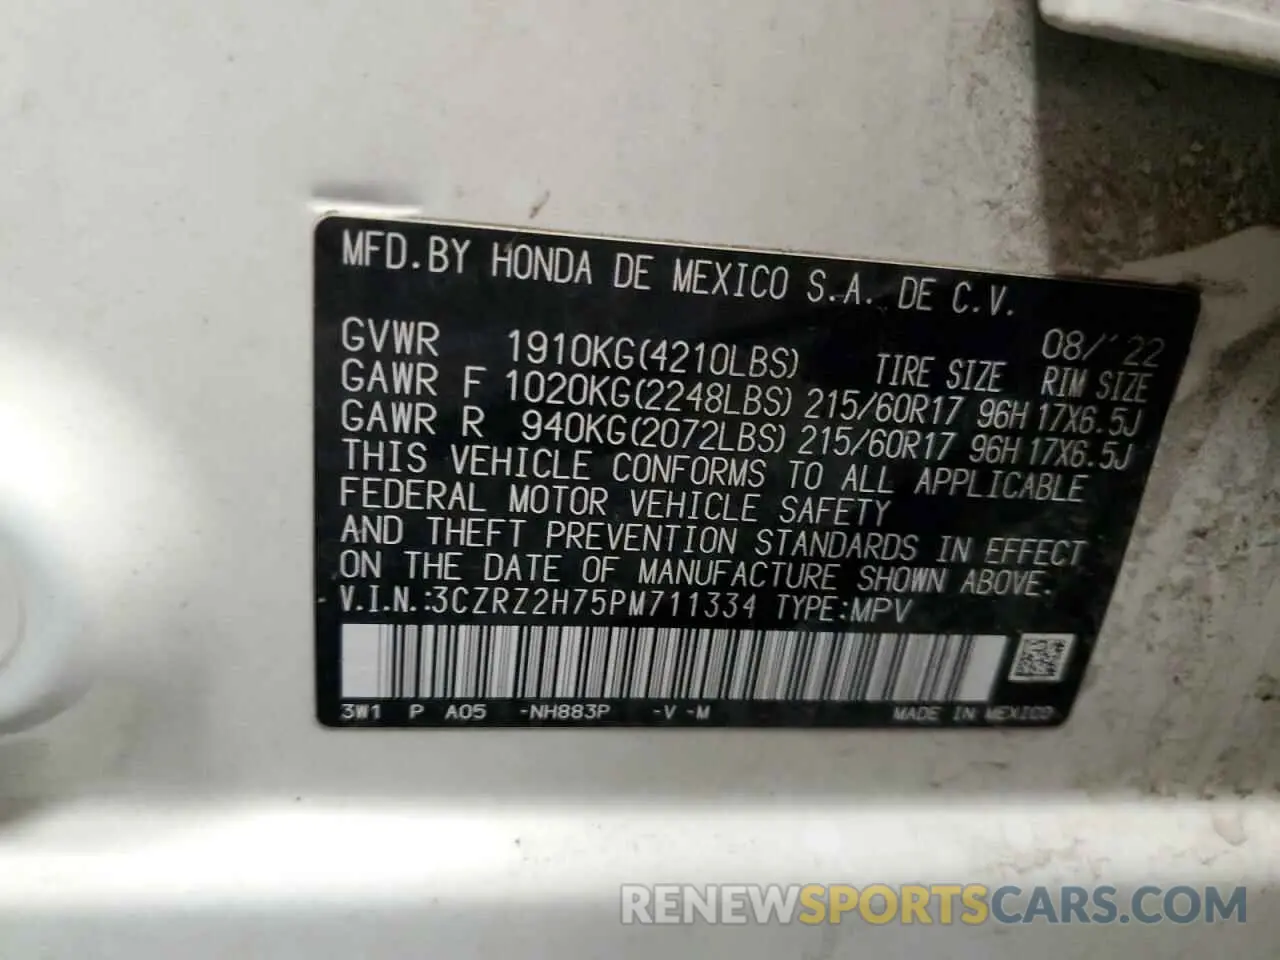 MFD.BY HONDA DE MEXICO S.A. DE C.V.
08/'22
GVWR 1910KG(4210LBS) TIRE SIZE RIM SIZE
GAWR F 1020KG(2248LBS) 215/60R17 96H 17X6.5J
GAWR R 940KG(2072LBS) 215/60R17 96H 17X6.5J
THIS VEHICLE CONFORMS TO ALL APPLICABLE
FEDERAL MOTOR VEHICLE SAFETY
AND THEFT PREVENTION STANDARDS IN EFFECT
ON THE DATE OF MANUFACTURE SHOWN ABOVE.
V.I.N.:3CZRZ2H75PM711334 TYPE:MPV
3W1 P A05 -NH883P -V -M MADE IN MEXICO
RENEWSPORTSCARS.COM